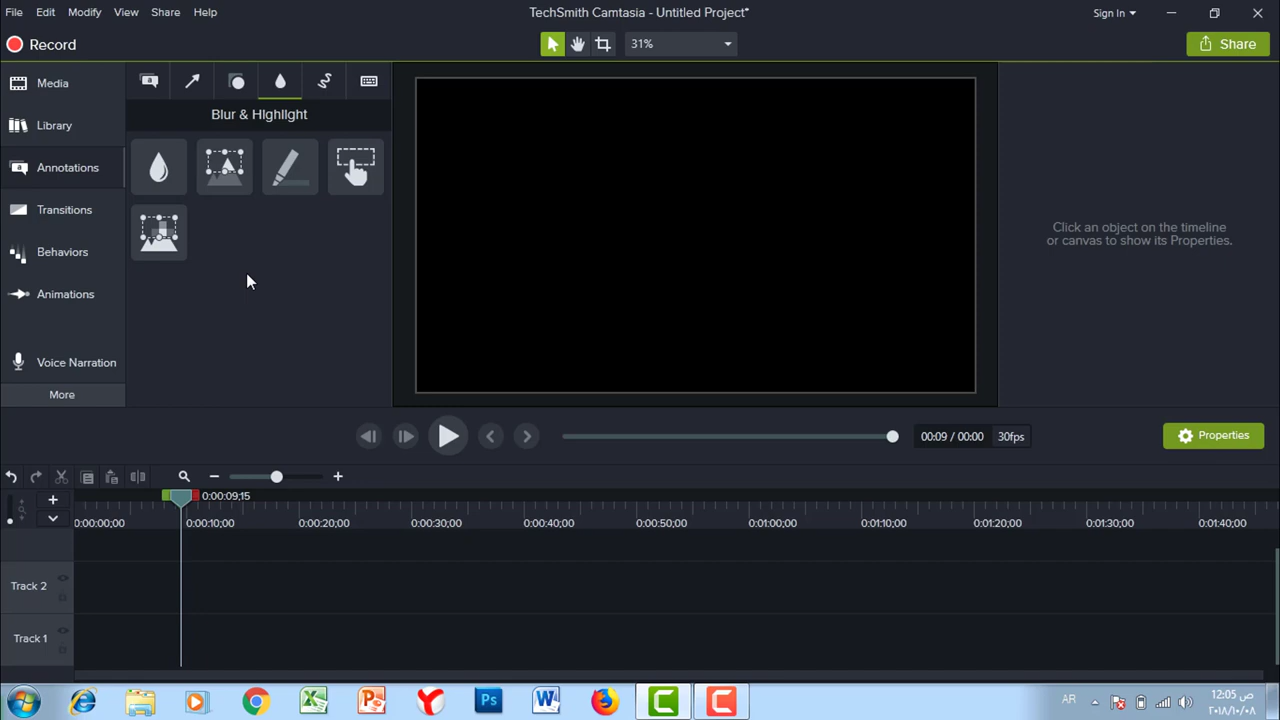 File Edit Modify View Share Help
TechSmith Camtasia - Untitled Project*
Sign In
Record
31%
Share
Media
Library
Annotations
Transitions
Behaviors
Animations
Voice Narration
More
Blur & Highlight
Click an object on the timeline
or canvas to show its Properties.
00:09 / 00:00 30fps
Properties
0:00:09;15
0:00:00;00 0:00:10;00 0:00:20;00 0:00:30;00 0:00:40;00 0:00:50;00 0:01:00;00 0:01:10;00 0:01:20;00 0:01:30;00 0:01:40;00
Track 2
Track 1
AR
12:05 ص
٢٠١٨/١٠/٠٨